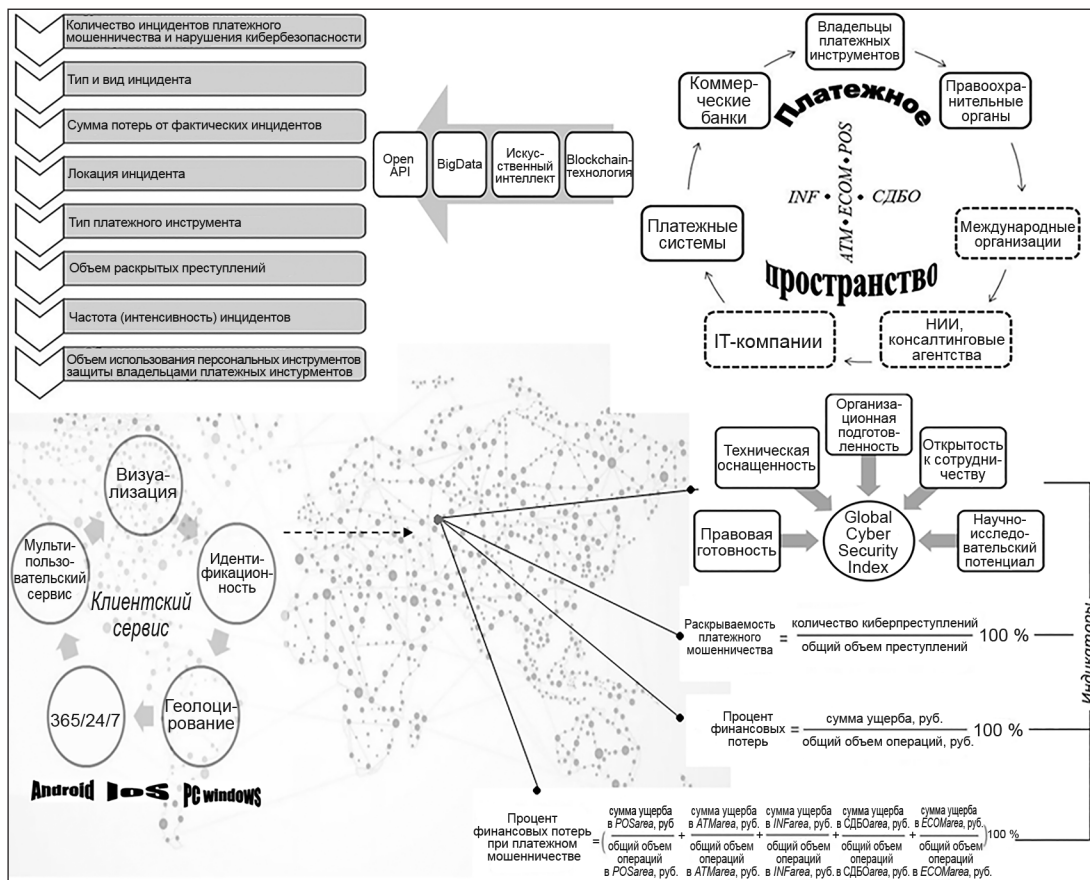 Количество инцидентов платежного
мошенничества и нарушения кибербезопасности
Тип и вид инцидента
Сумма потерь от фактических инцидентов
Локация инцидента
Тип платежного инструмента
Объем раскрытых преступлений
Частота (интенсивность) инцидентов
Объем использования персональных инструментов
защиты владельцами платежных инстурментов
Open
API
BigData
Искус-
ственный
интеллект
Blockchain-
технология
Владельцы
платежных
инструментов
Правоохра-
нительные
органы
Международные
организации
НИИ,
консалтинговые
агентства
IT-компании
Платежные
системы
Коммер-
ческие
банки
Платежное
INF • • СДБО
ATM • ECOM • POS
пространство
Визуа-
лизация
Иденти-
фикацион-
ность
Геолоци-
рование
365/24/7
Мульти-
пользо-
вательский
сервис
Клиентский
сервис
Android IoS PC windows
Организа-
ционная
подготов-
ленность
Техническая
оснащенность
Открытость
к сотрудни-
честву
Правовая
готовность
Global
Cyber
Security
Index
Научно-
исследо-
вательский
потенциал
Раскрываемость
платежного
мошенничества
= количество киберпреступлений
общий объем преступлений
100 %
Процент
финансовых
потерь
= сумма ущерба, руб.
общий объем операций, руб.
100 %
Индикаторы
Процент
финансовых потерь
при платежном
мошенничестве
= ( сумма ущерба
в POSarea, руб
общий объем
операций
в POSarea, руб.
+ сумма ущерба
в ATMarea, руб.
общий объем
операций
в ATMarea, руб.
+ сумма ущерба
в INFarea, руб.
общий объем
операций
в INFarea, руб.
+ сумма ущерба
в СДБОarea, руб.
общий объем
операций
в СДБОarea, руб.
+ сумма ущерба
в ECOMarea, руб.
общий объем
операций
в ECOMarea, руб.
) 100 %